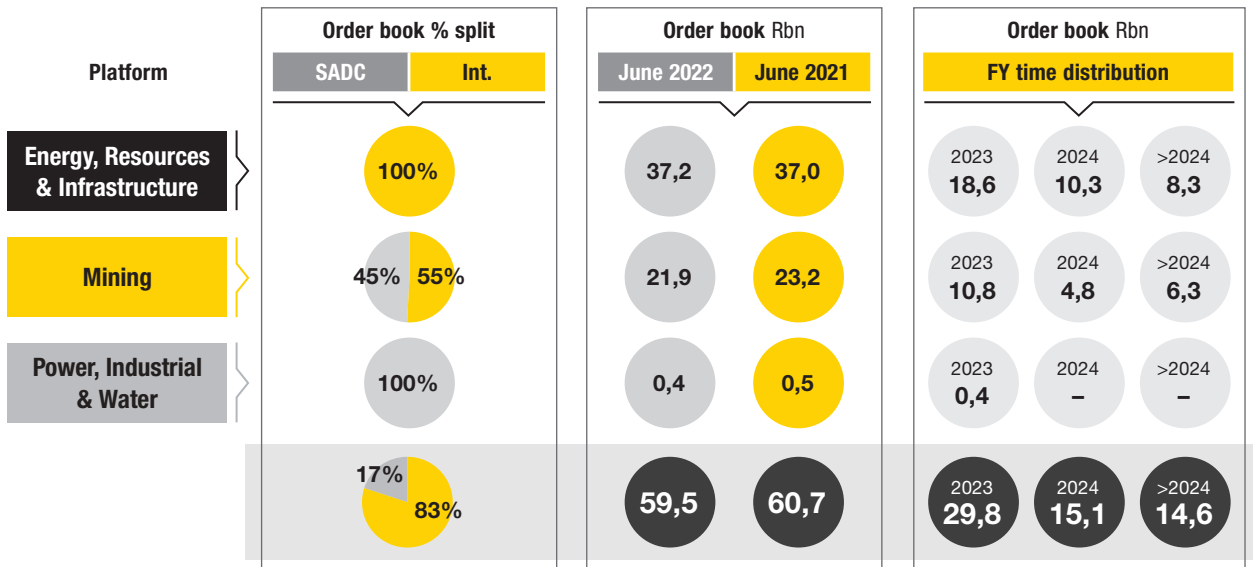 Platform
Order book % split
SADC
Int.
Order book Rbn
June 2022
June 2021
Order book Rbn
FY time distribution
Energy, Resources
& Infrastructure
100%
37,2
37,0
2023
18,6
2024
10,3
>2024
8,3
Mining
45%
55%
21,9
23,2
2023
10,8
2024
4,8
>2024
6,3
Power, Industrial
& Water
100%
0,4
0,5
2023
0,4
2024
–
>2024
–
17%
83%
59,5
60,7
2023
29,8
2024
15,1
>2024
14,6